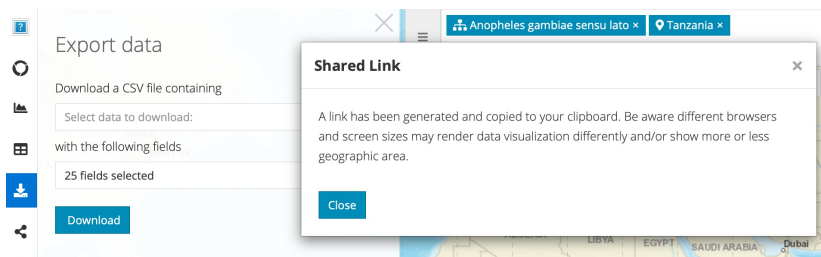 ?
Export data
Download a CSV file containing
Select data to download:
with the following fields
25 fields selected
Download
Anopheles gambiae sensu lato ×
Tanzania ×
Shared Link
×
A link has been generated and copied to your clipboard. Be aware different browsers
and screen sizes may render data visualization differently and/or show more or less
geographic area.
Close
LIBYA
EGYPT
SAUDI ARABIA
Dubai